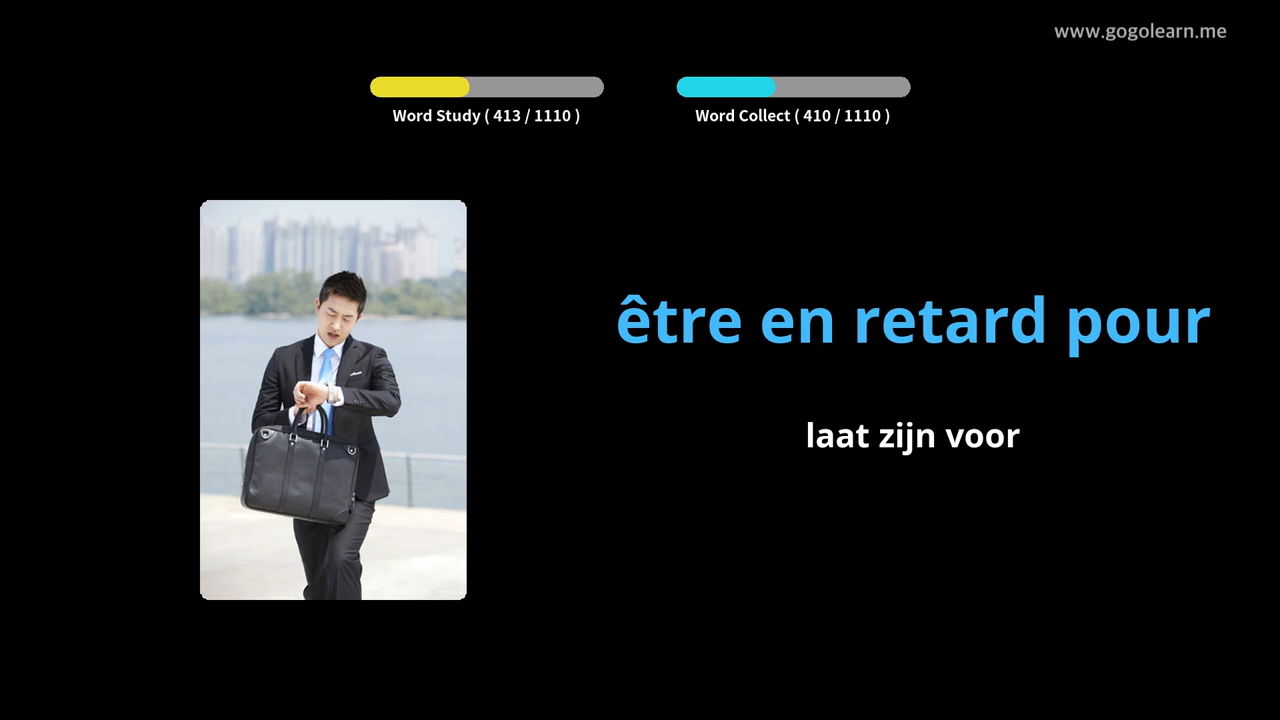 www.gogolearn.me
Word Study ( 413 / 1110 )
Word Collect ( 410 / 1110 )
être en retard pour
laat zijn voor